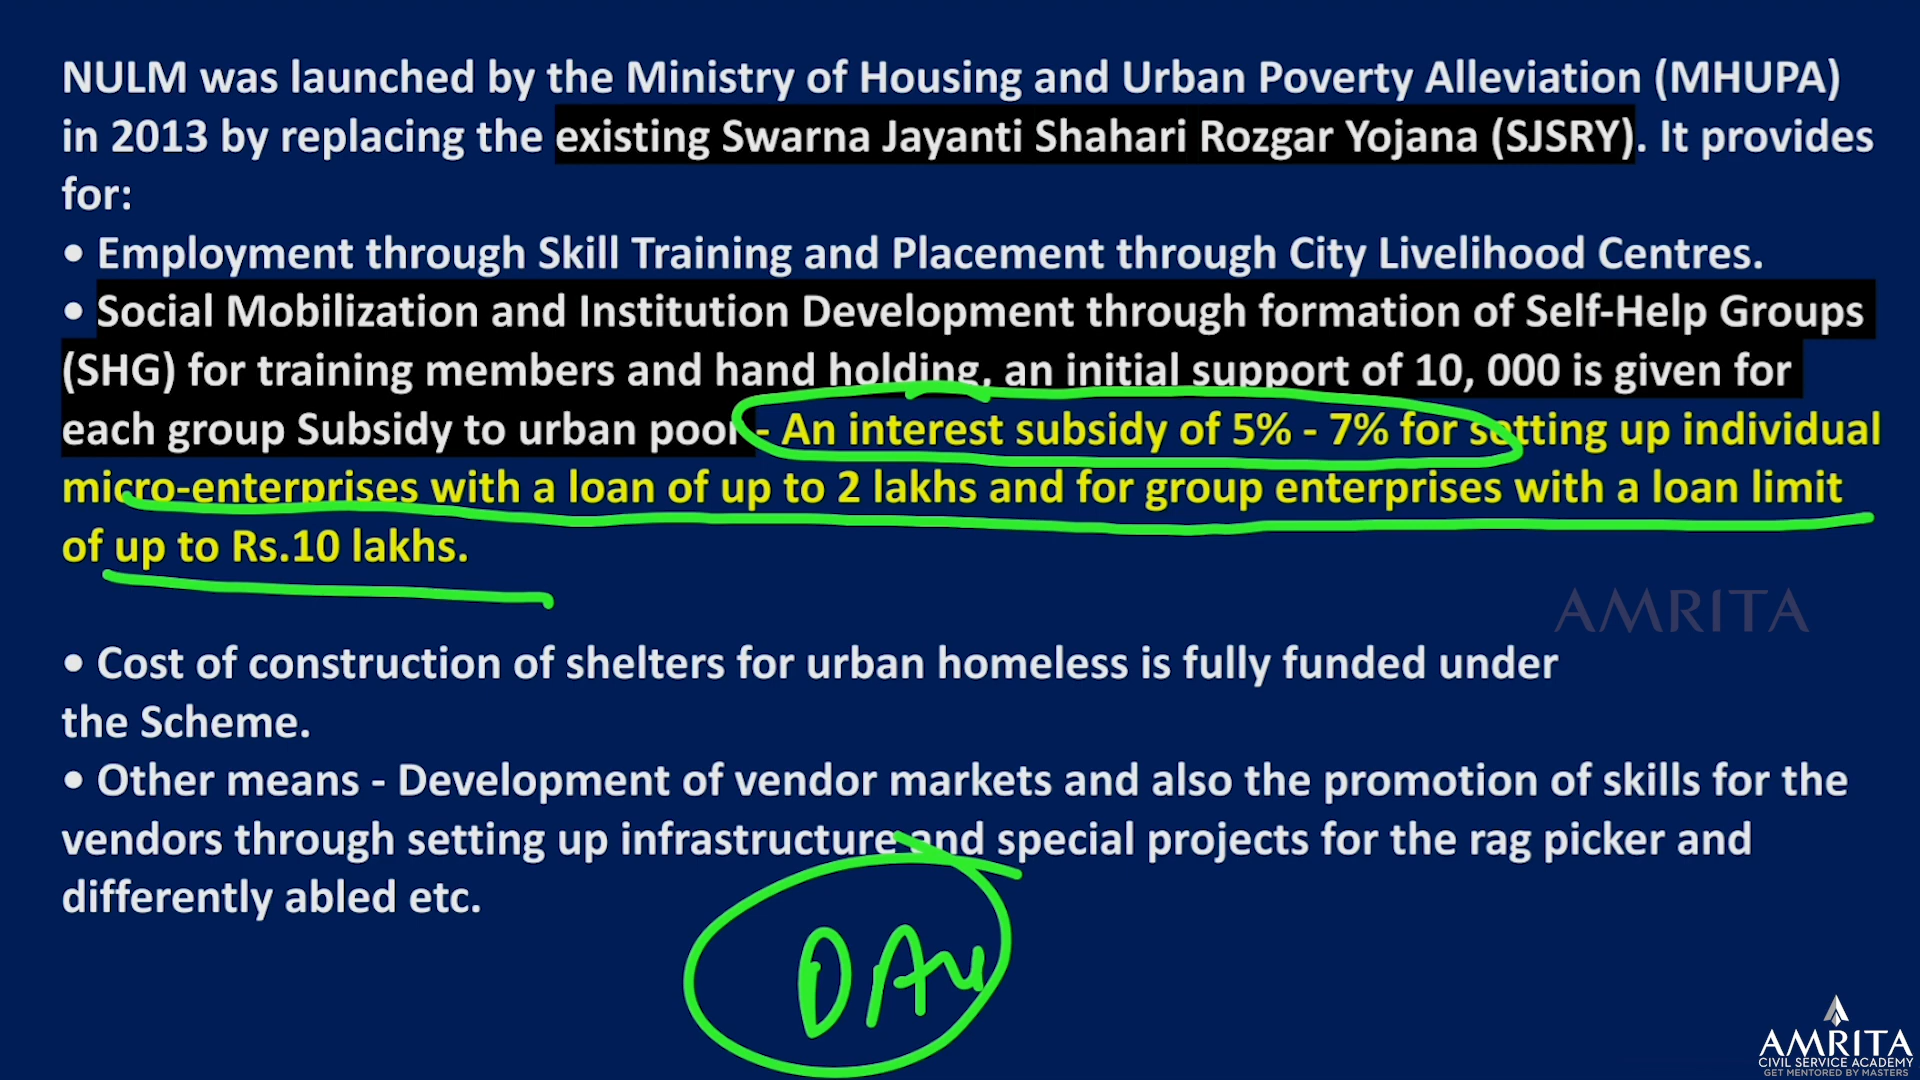 NULM was launched by the Ministry of Housing and Urban Poverty Alleviation (MHUPA)
in 2013 by replacing the existing Swarna Jayanti Shahari Rozgar Yojana (SJSRY). It provides
for:
• Employment through Skill Training and Placement through City Livelihood Centres.
• Social Mobilization and Institution Development through formation of Self-Help Groups
(SHG) for training members and hand holding, an initial support of 10, 000 is given for
each group Subsidy to urban poor - An interest subsidy of 5% - 7% for setting up individual
micro-enterprises with a loan of up to 2 lakhs and for group enterprises with a loan limit
of up to Rs.10 lakhs.
AMRITA
• Cost of construction of shelters for urban homeless is fully funded under
the Scheme.
• Other means - Development of vendor markets and also the promotion of skills for the
vendors through setting up infrastructure and special projects for the rag picker and
differently abled etc.
DAY
AMRITA
CIVIL SERVICE ACADEMY
GET MENTORED BY MASTERS